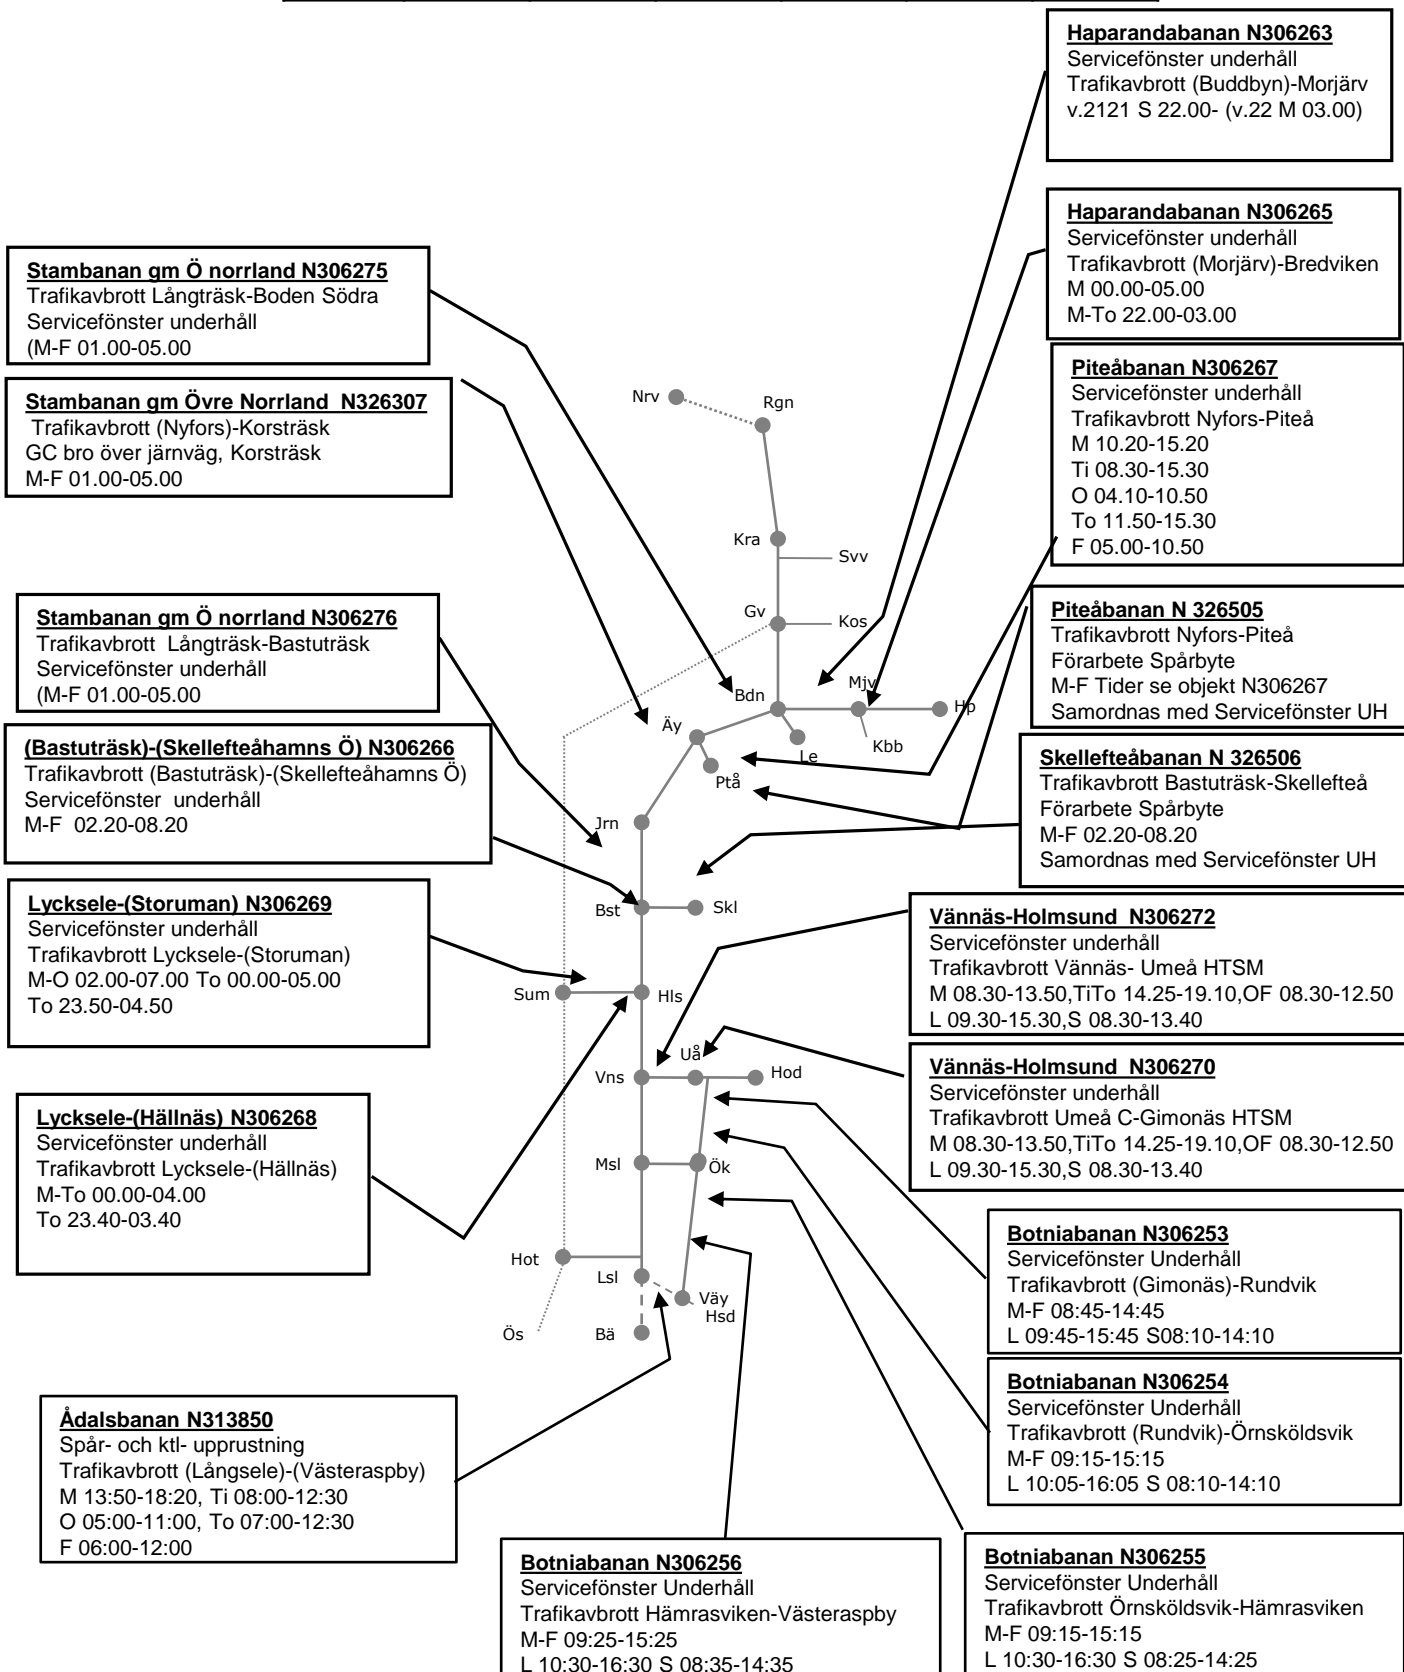 Haparandabanan N306263
Servicefönster underhåll
Trafikavbrott (Buddbyn)-Morjärv
v.2121 S 22.00- (v.22 M 03.00)
Haparandabanan N306265
Servicefönster underhåll
Trafikavbrott (Morjärv)-Bredviken
M 00.00-05.00
M-To 22.00-03.00
Stambanan gm Ö norrland N306275
Trafikavbrott Långträsk-Boden Södra
Servicefönster underhåll
(M-F 01.00-05.00
Piteåbanan N306267
Servicefönster underhåll
Trafikavbrott Nyfors-Piteå
M 10.20-15.20
Ti 08.30-15.30
O 04.10-10.50
To 11.50-15.30
F 05.00-10.50
Stambanan gm Övre Norrland N326307
Trafikavbrott (Nyfors)-Korsträsk
GC bro över järnväg, Korsträsk
M-F 01.00-05.00
Nrv
Rgn
Kra
Svv
Gv
Kos
Stambanan gm Ö norrland N306276
Trafikavbrott Långträsk-Bastuträsk
Servicefönster underhåll
(M-F 01.00-05.00
Piteåbanan N 326505
Trafikavbrott Nyfors-Piteå
Förarbete Spårbyte
M-F Tider se objekt N306267
Samordnas med Servicefönster UH
Bdn
Mjv
Hp
Äy
Le
Kbb
Ptå
(Bastuträsk)-(Skellefteåhamns Ö) N306266
Trafikavbrott (Bastuträsk)-(Skellefteåhamns Ö)
Servicefönster underhåll
M-F 02.20-08.20
Skellefteåbanan N 326506
Trafikavbrott Bastuträsk-Skellefteå
Förarbete Spårbyte
M-F 02.20-08.20
Samordnas med Servicefönster UH
Jrn
Bst
Skl
Lycksele-(Storuman) N306269
Servicefönster underhåll
Trafikavbrott Lycksele-(Storuman)
M-O 02.00-07.00 To 00.00-05.00
To 23.50-04.50
Vännäs-Holmsund N306272
Servicefönster underhåll
Trafikavbrott Vännäs- Umeå HTSM
M 08.30-13.50,TiTo 14.25-19.10,OF 08.30-12.50
L 09.30-15.30,S 08.30-13.40
Sum
Hls
Uå
Vns
Hod
Vännäs-Holmsund N306270
Servicefönster underhåll
Trafikavbrott Umeå C-Gimonäs HTSM
M 08.30-13.50,TiTo 14.25-19.10,OF 08.30-12.50
L 09.30-15.30,S 08.30-13.40
Lycksele-(Hällnäs) N306268
Servicefönster underhåll
Trafikavbrott Lycksele-(Hällnäs)
M-To 00.00-04.00
To 23.40-03.40
Msl
Ök
Botniabanan N306253
Servicefönster Underhåll
Trafikavbrott (Gimonäs)-Rundvik
M-F 08:45-14:45
L 09:45-15:45 S08:10-14:10
Hot
Lsl
Väy
Hsd
Ös
Bä
Botniabanan N306254
Servicefönster Underhåll
Trafikavbrott (Rundvik)-Örnsköldsvik
M-F 09:15-15:15
L 10:05-16:05 S 08:10-14:10
Ådalsbanan N313850
Spår- och ktl- upprustning
Trafikavbrott (Långsele)-(Västeraspby)
M 13:50-18:20, Ti 08:00-12:30
O 05:00-11:00, To 07:00-12:30
F 06:00-12:00
Botniabanan N306256
Servicefönster Underhåll
Trafikavbrott Hämrasviken-Västeraspby
M-F 09:25-15:25
L 10:30-16:30 S 08:35-14:35
Botniabanan N306255
Servicefönster Underhåll
Trafikavbrott Örnsköldsvik-Hämrasviken
M-F 09:15-15:15
L 10:30-16:30 S 08:25-14:25